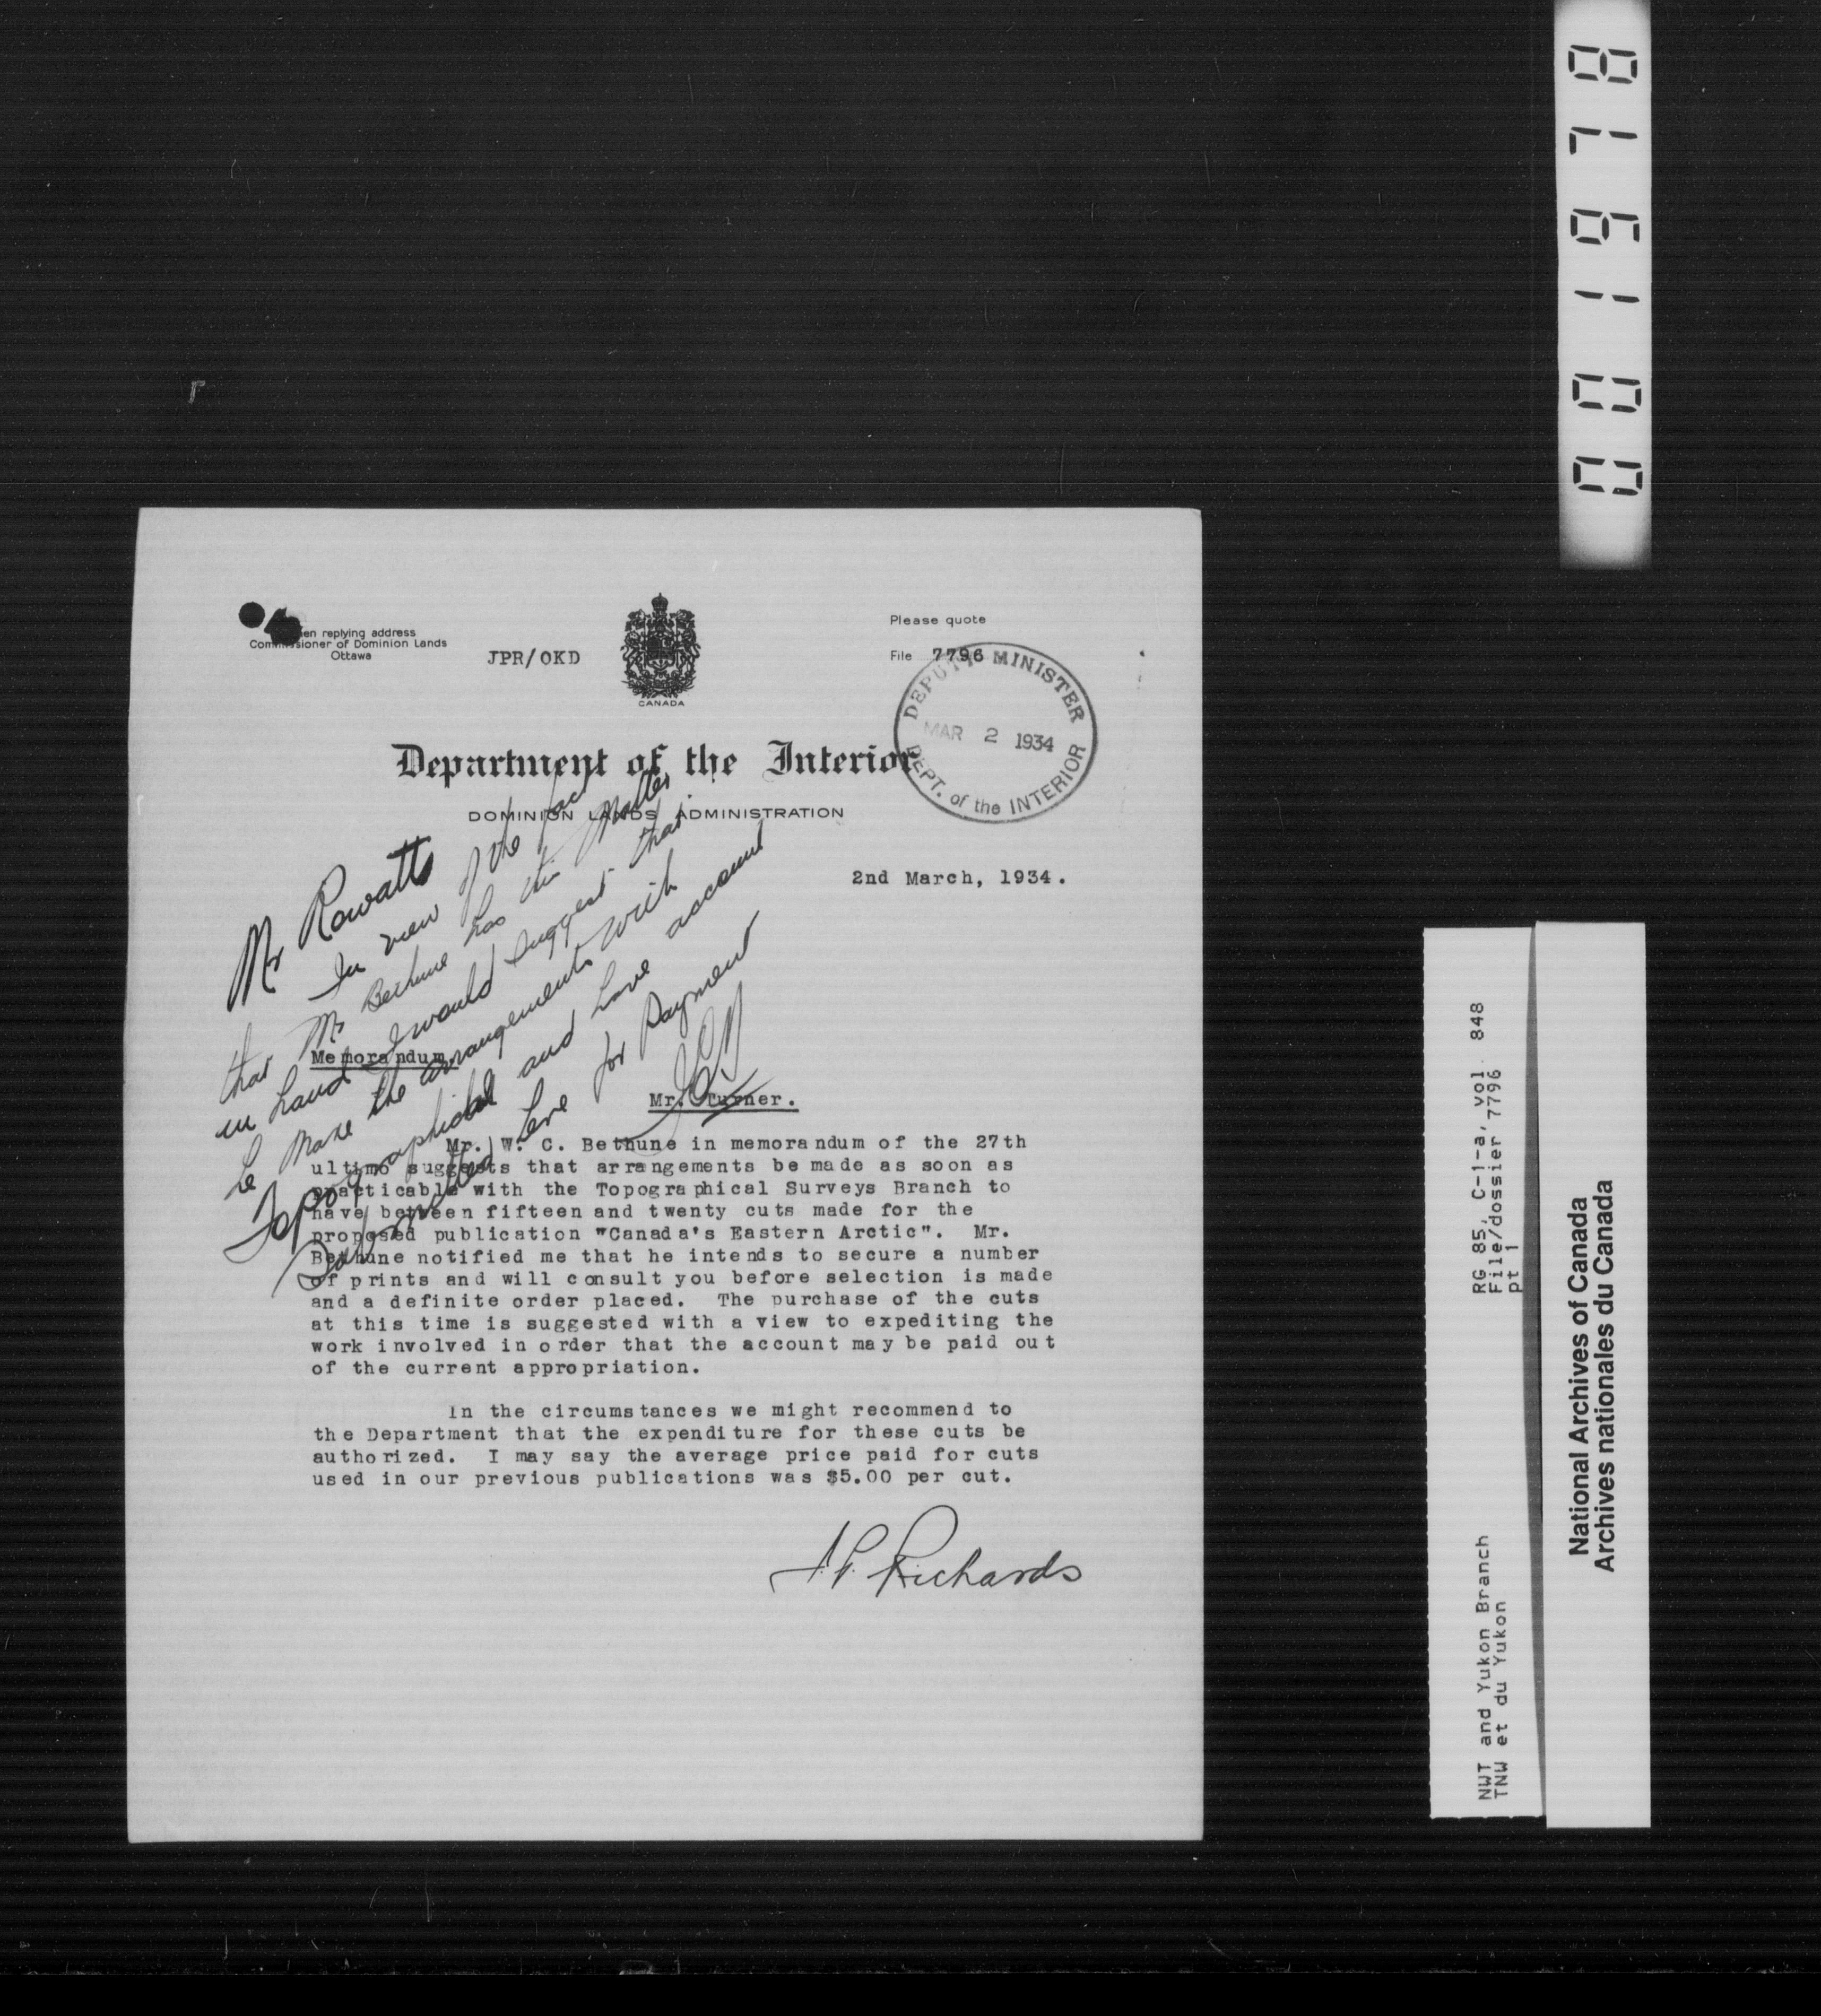 When replying address
Commissioner of Dominion Lands
Ottawa
JPR/OKD
CANADA
Please quote
File 7796
DEPUTY MINISTER
MAR 2 1934
DEPT. of the INTERIOR
Department of the Interior
DOMINION LANDS ADMINISTRATION
2nd March, 1934.
Mr Rowatt
In view of the fact
that Mr Bethune has this matter
in hand I would suggest that
he make the arrangements with
Topographical and have account
submitted here for payment
Memorandum.
Mr. Turner.
Mr. W. C. Bethune in memorandum of the 27th
ultimo suggests that arrangements be made as soon as
practicable with the Topographical Surveys Branch to
have between fifteen and twenty cuts made for the
proposed publication "Canada's Eastern Arctic". Mr.
Bethune notified me that he intends to secure a number
of prints and will consult you before selection is made
and a definite order placed. The purchase of the cuts
at this time is suggested with a view to expediting the
work involved in order that the account may be paid out
of the current appropriation.
In the circumstances we might recommend to
the Department that the expenditure for these cuts be
authorized. I may say the average price paid for cuts
used in our previous publications was $5.00 per cut.
J.P. Richards
001978
RG 85, C-1-a, vol 848
File/dossier 7796
pt 1
NWT and Yukon Branch
TNW et du Yukon
National Archives of Canada
Archives nationales du Canada